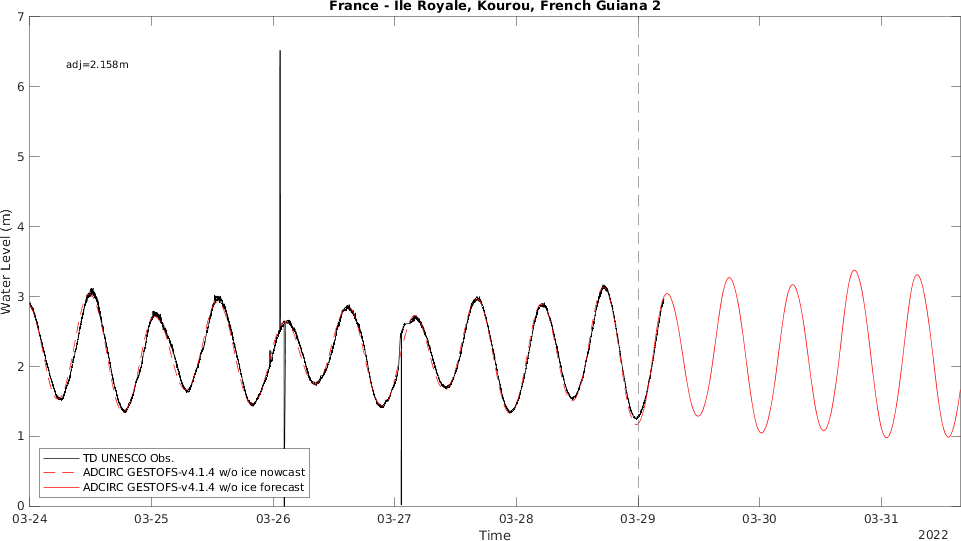 France - Ile Royale, Kourou, French Guiana 2
7
adj=2.158m
6
5
4
Water Level (m)
3
2
1
TD UNESCO Obs.
ADCIRC GESTOFS-v4.1.4 w/o ice nowcast
ADCIRC GESTOFS-v4.1.4 w/o ice forecast
0
03-24 03-25 03-26 03-27 03-28 03-29 03-30 03-31
Time
2022